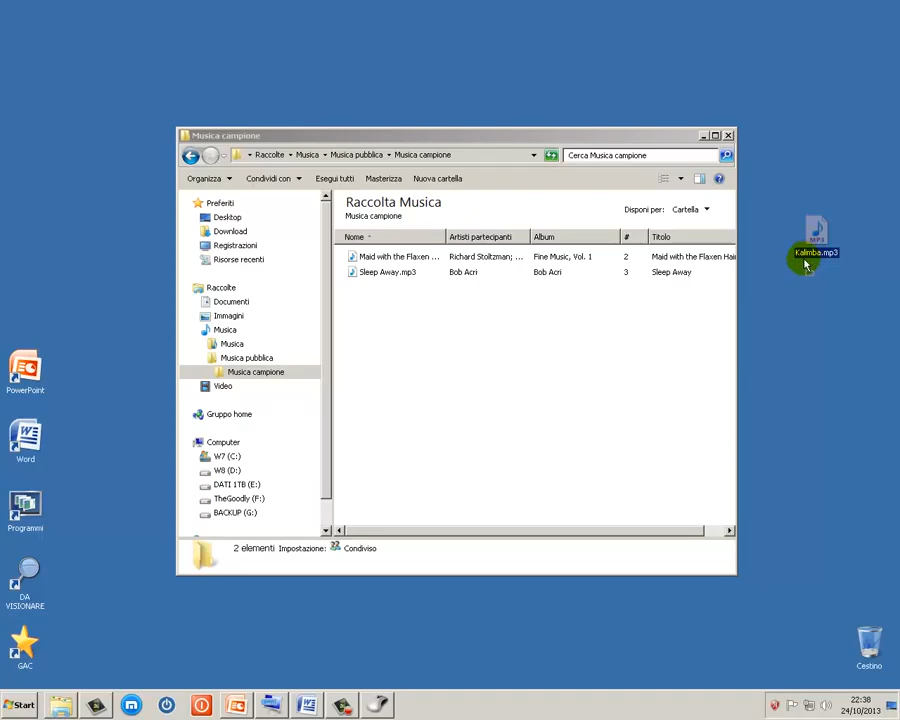 Musica campione
Raccolte Musica Musica pubblica Musica campione
Cerca Musica campione
Organizza Condividi con Esegui tutti Masterizza Nuova cartella
Preferiti
Desktop
Download
Registrazioni
Risorse recenti
Raccolte
Documenti
Immagini
Musica
Musica
Musica pubblica
Musica campione
Video
Gruppo home
Computer
W7 (C:)
W8 (D:)
DATI 1TB (E:)
TheGoodly (F:)
BACKUP (G:)
Raccolta Musica
Musica campione
Disponi per: Cartella
Nome Artisti partecipanti Album # Titolo
Maid with the Flaxen ... Richard Stoltzman; ... Fine Music, Vol. 1 2 Maid with the Flaxen Hair
Sleep Away.mp3 Bob Acri Bob Acri 3 Sleep Away
2 elementi Impostazione: Condiviso
MP3
Kalimba.mp3
PowerPoint
Word
Programmi
DA
VISIONARE
GAC
Cestino
Start
22:38
24/10/2013